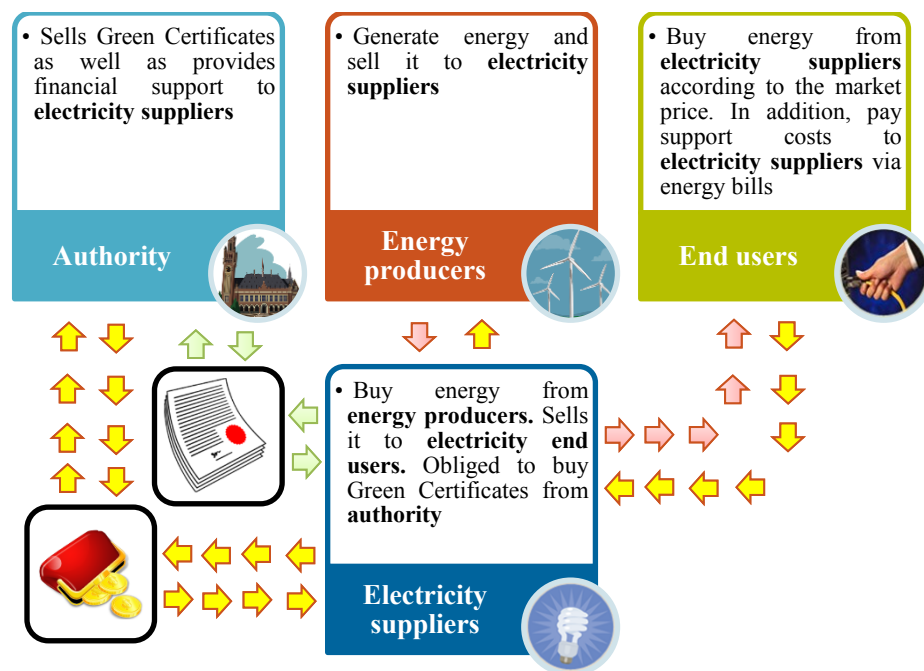 • Sells Green Certificates
as well as provides
financial support to
electricity suppliers
Authority
• Generate energy and
sell it to electricity
suppliers
Energy
producers
• Buy energy from
electricity suppliers
according to the market
price. In addition, pay
support costs to
electricity suppliers via
energy bills
End users
• Buy energy from
energy producers. Sells
it to electricity end
users. Obliged to buy
Green Certificates from
authority
Electricity
suppliers